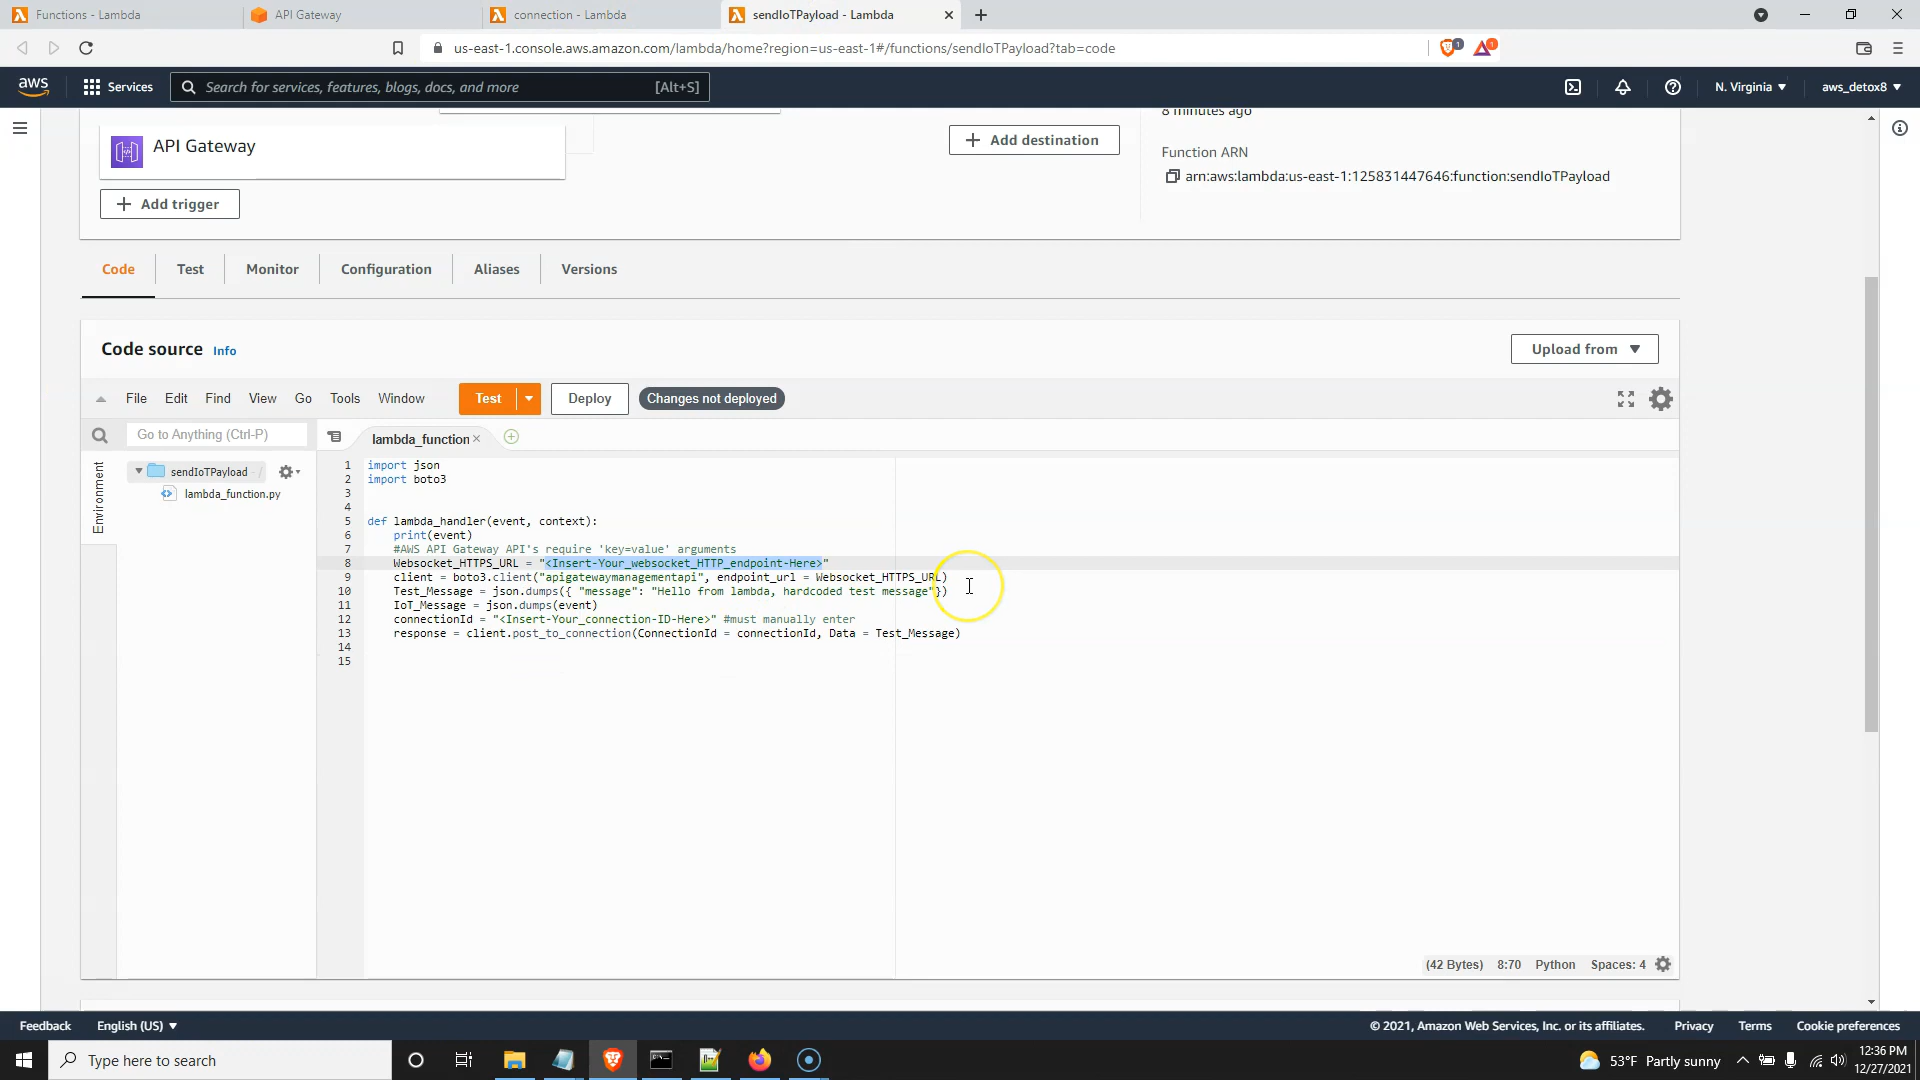 Functions - Lambda
API Gateway
connection - Lambda
sendIoTPayload - Lambda
us-east-1.console.aws.amazon.com/lambda/home?region=us-east-1#/functions/sendIoTPayload?tab=code
1
1
aws
Services
Search for services, features, blogs, docs, and more
[Alt+S]
N. Virginia
aws_detox8
8 minutes ago
API Gateway
Add destination
Function ARN
arn:aws:lambda:us-east-1:125831447646:function:sendIoTPayload
Add trigger
Code
Test
Monitor
Configuration
Aliases
Versions
Code source
Info
Upload from
File
Edit
Find
View
Go
Tools
Window
Test
Deploy
Changes not deployed
Go to Anything (Ctrl-P)
lambda_function
Environment
sendIoTPayload - /
lambda_function.py
1 import json
2 import boto3
3
4
5 def lambda_handler(event, context):
6 print(event)
7 #AWS API Gateway API's require 'key=value' arguments
8 Websocket_HTTPS_URL = "<Insert-Your_websocket_HTTP_endpoint-Here>"
9 client = boto3.client("apigatewaymanagementapi", endpoint_url = Websocket_HTTPS_URL)
10 Test_Message = json.dumps({ "message": "Hello from lambda, hardcoded test message"})
11 IoT_Message = json.dumps(event)
12 connectionId = "<Insert-Your_connection-ID-Here>" #must manually enter
13 response = client.post_to_connection(ConnectionId = connectionId, Data = Test_Message)
14
15
(42 Bytes)
8:70
Python
Spaces: 4
Feedback
English (US)
© 2021, Amazon Web Services, Inc. or its affiliates.
Privacy
Terms
Cookie preferences
Type here to search
53°F Partly sunny
12:36 PM
12/27/2021